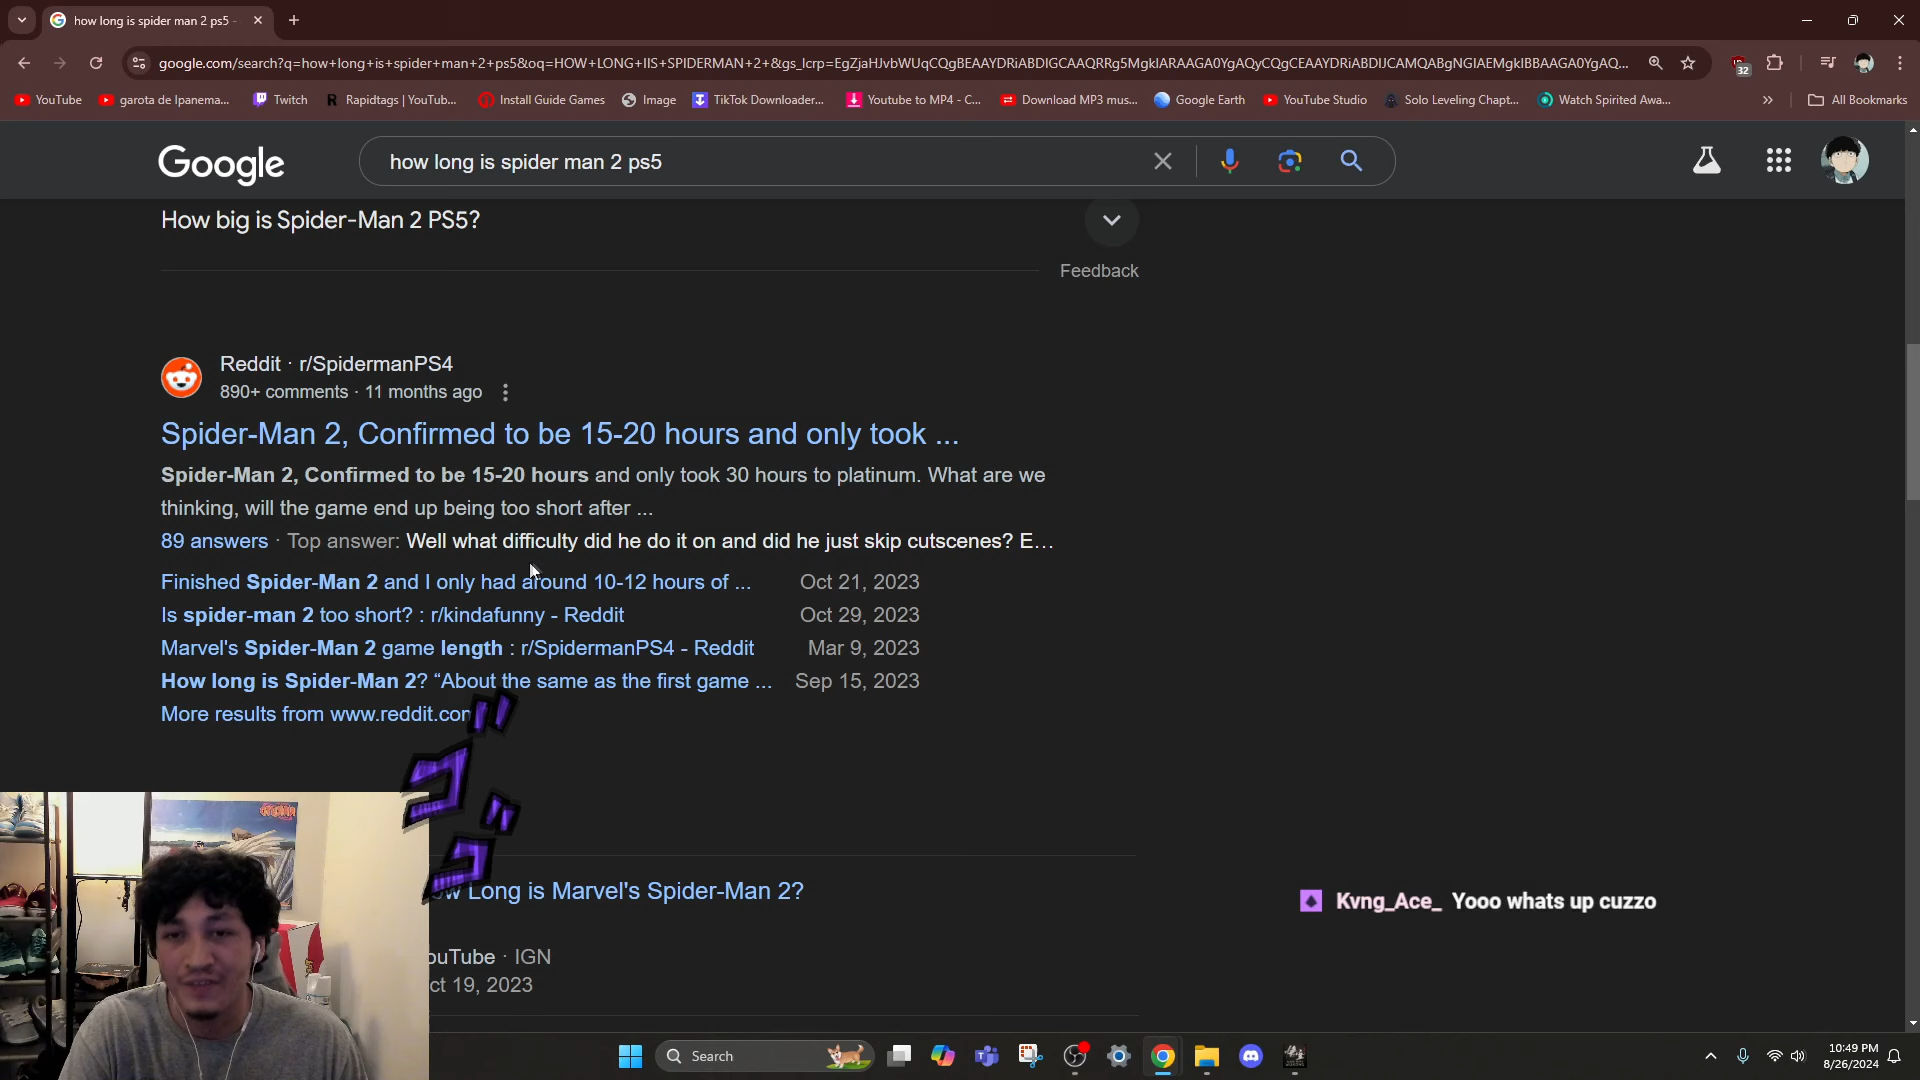 how long is spider man 2 ps5 -
google.com/search?q=how+long+is+spider+man+2+ps5&oq=HOW+LONG+IIS+SPIDERMAN+2+&gs_lcrp=
YouTube
garota de Ipanema...
Twitch
Rapidtags | YouTub...
Install Guide Games
Image
TikTok Downloader...
Youtube to MP4 - C...
Download MP3 mus...
Google Earth
YouTube Studio
Solo Leveling Chapt...
Watch Spirited Awa...
All Bookmarks
32
Google
how long is spider man 2 ps5
How big is Spider-Man 2 PS5?
Feedback
Reddit · r/SpidermanPS4
890+ comments · 11 months ago
Spider-Man 2, Confirmed to be 15-20 hours and only took ...
Spider-Man 2, Confirmed to be 15-20 hours and only took 30 hours to platinum. What are we
thinking, will the game end up being too short after ...
89 answers · Top answer: Well what difficulty did he do it on and did he just skip cutscenes? E...
Finished Spider-Man 2 and I only had around 10-12 hours of ... Oct 21, 2023
Is spider-man 2 too short? : r/kindafunny - Reddit Oct 29, 2023
Marvel's Spider-Man 2 game length : r/SpidermanPS4 - Reddit Mar 9, 2023
How long is Spider-Man 2? “About the same as the first game ... Sep 15, 2023
More results from www.reddit.com
ow Long is Marvel's Spider-Man 2?
Kvng_Ace_ Yooo whats up cuzzo
ouTube · IGN
ct 19, 2023
Search
10:49 PM
8/26/2024